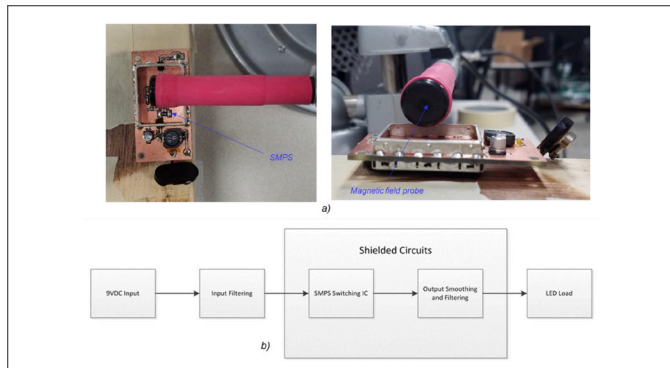 SMPS
Magnetic field probe
a)
Shielded Circuits
9VDC Input
Input Filtering
SMPS Switching IC
Output Smoothing
and Filtering
LED Load
b)